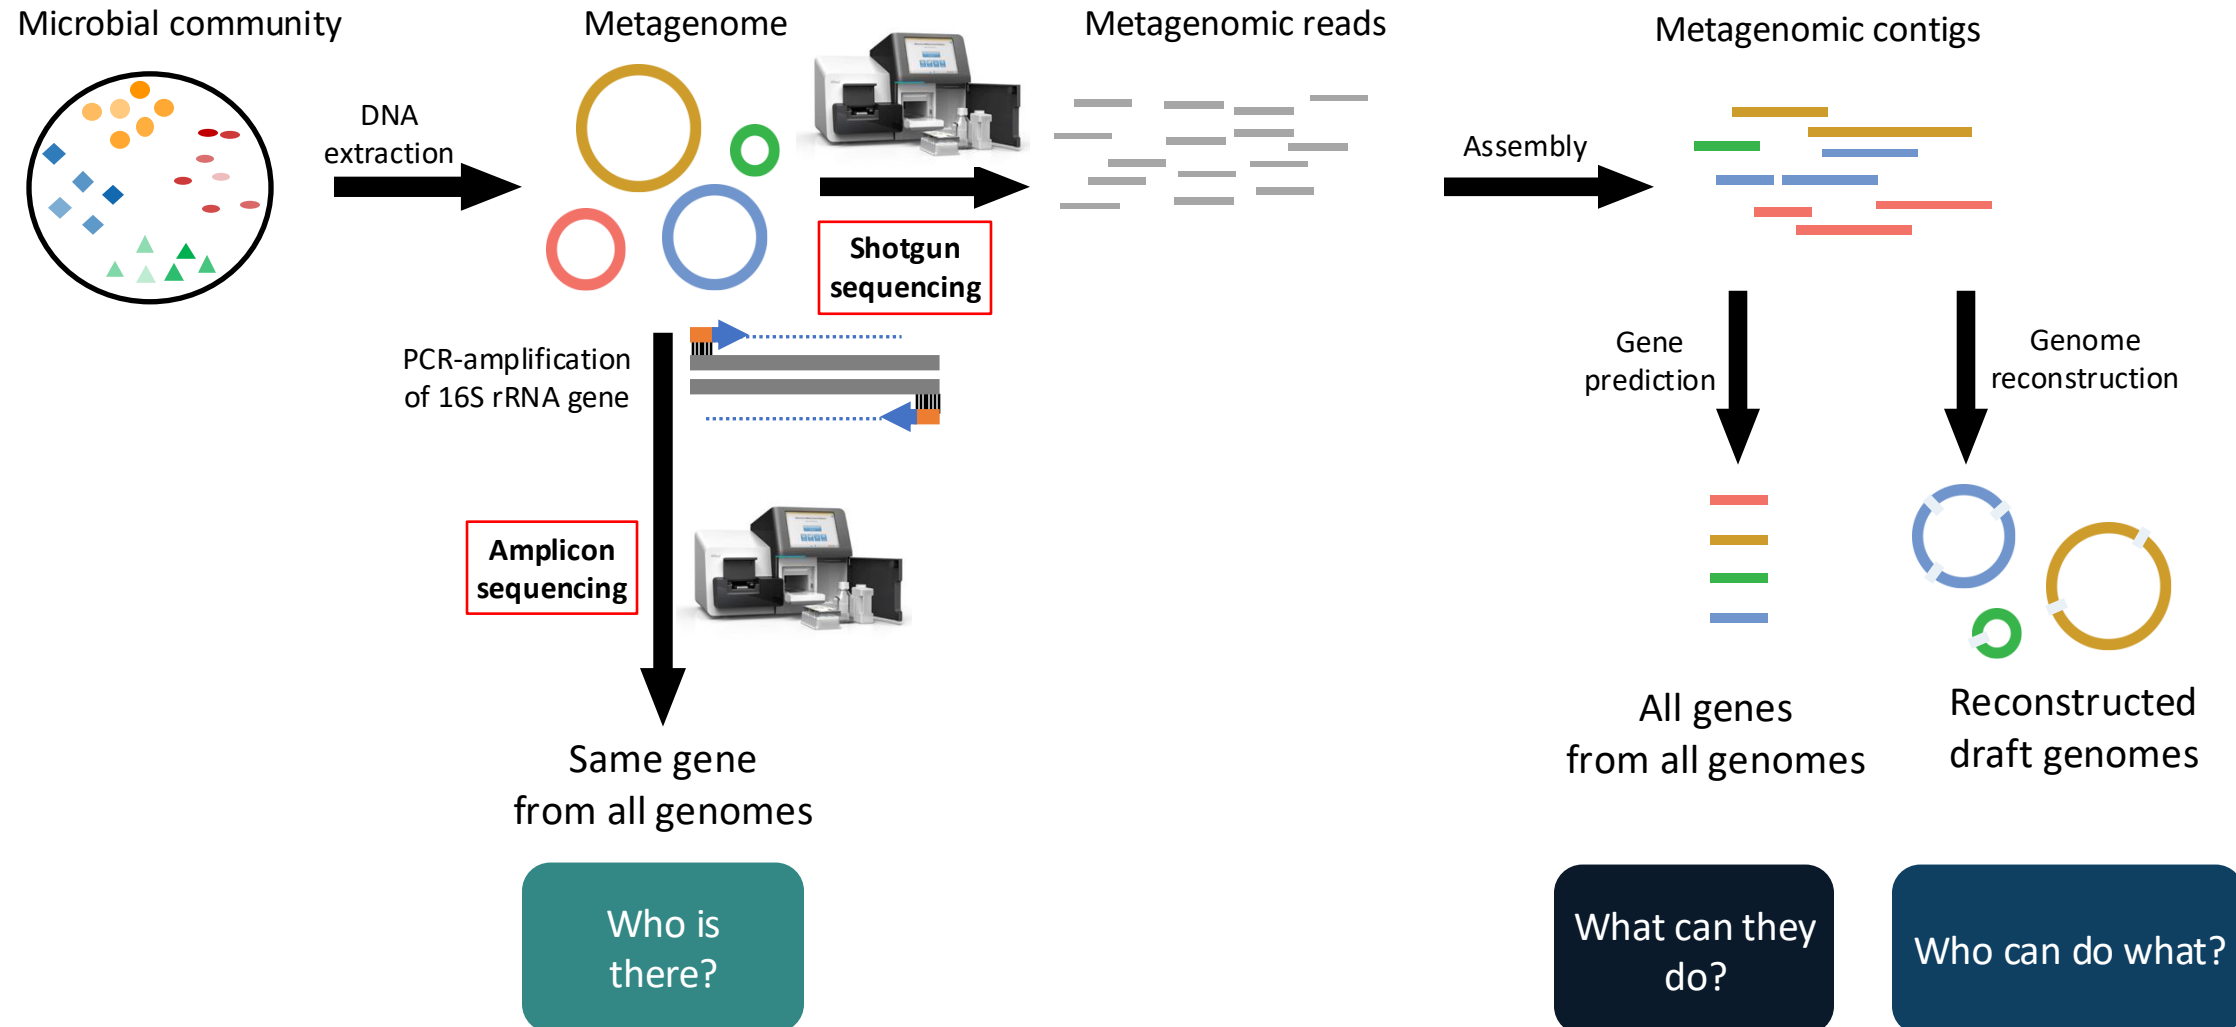 Microbial community
Metagenome
Metagenomic reads
Metagenomic contigs
DNA
extraction
Assembly
Shotgun
sequencing
PCR-amplification
of 16S rRNA gene
Gene
prediction
Genome
reconstruction
Amplicon
sequencing
Same gene
from all genomes
All genes
from all genomes
Reconstructed
draft genomes
Who is
there?
What can they
do?
Who can do what?